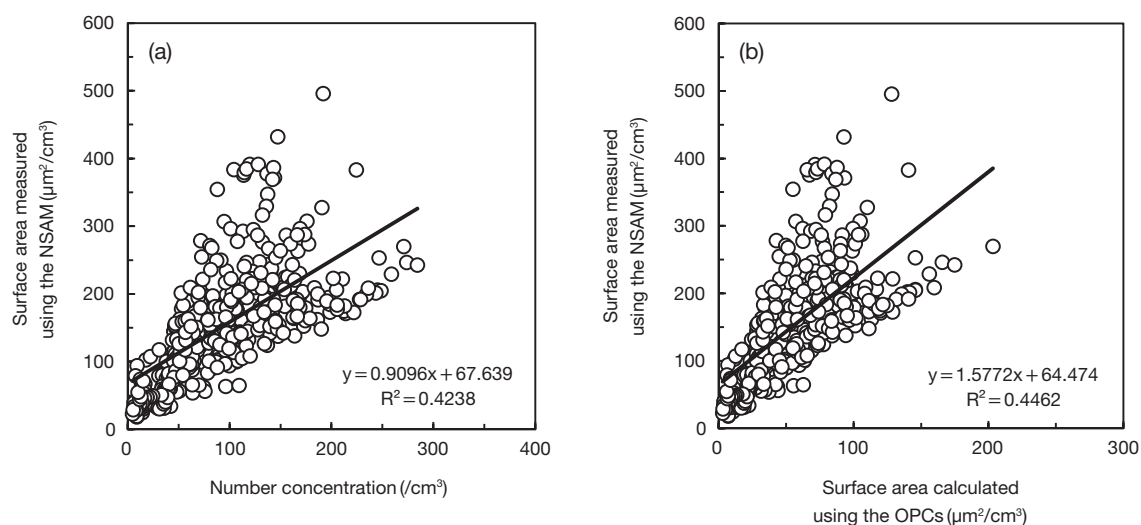 (a)
600
500
400
300
200
100
0
0
100
200
300
400
Surface area measured
using the NSAM (μm²/cm³)
Number concentration (/cm³)
y=0.9096x+67.639
R²=0.4238
(b)
600
500
400
300
200
100
0
0
100
200
300
Surface area measured
using the NSAM (μm²/cm³)
Surface area calculated
using the OPCs (μm²/cm³)
y=1.5772x+64.474
R²=0.4462